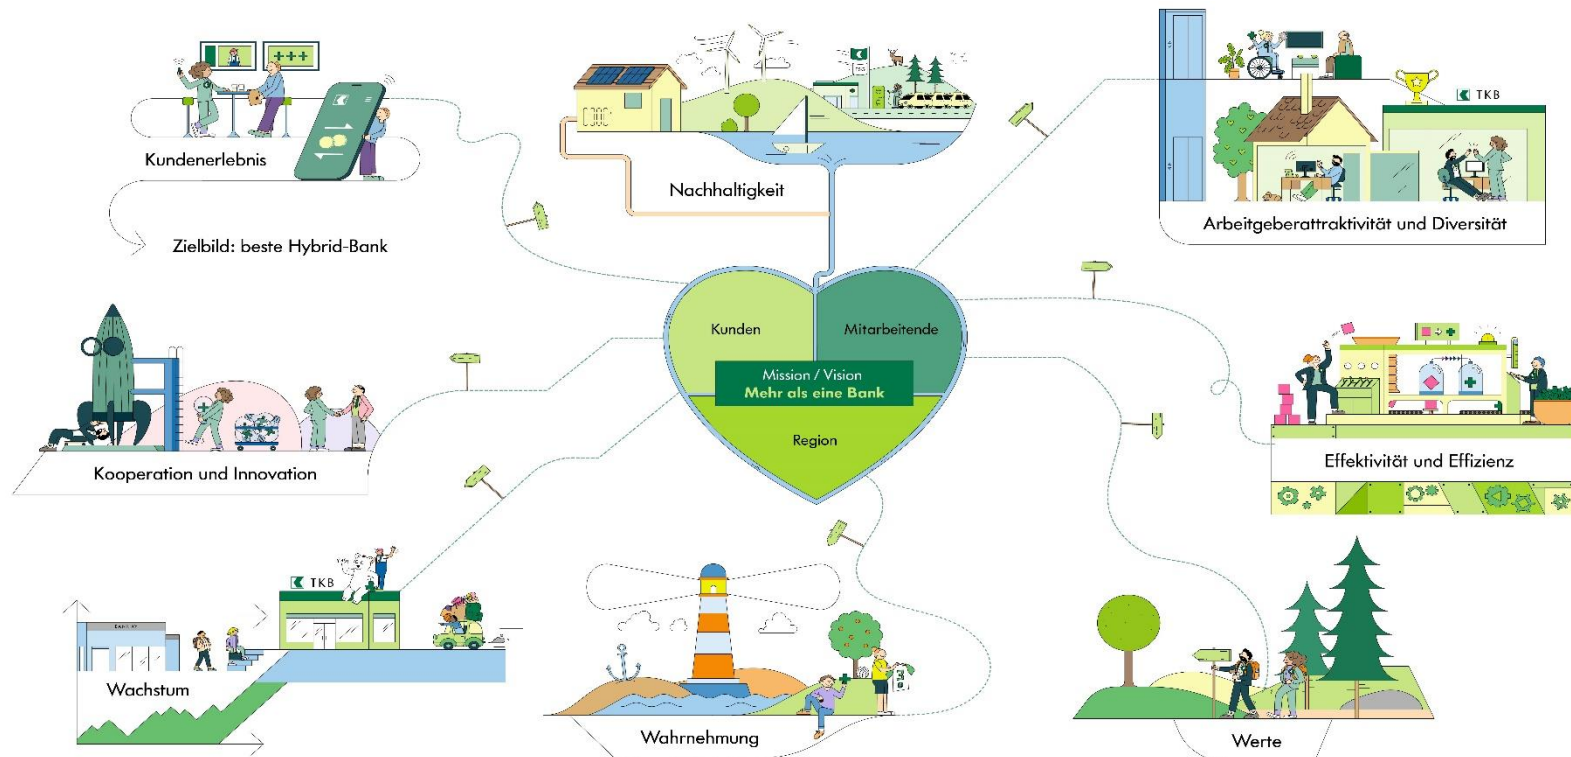 Kundenerlebnis
Zielbild: beste Hybrid-Bank
Nachhaltigkeit
TKB
Arbeitgeberattraktivität und Diversität
Kunden
Mitarbeitende
Mission / Vision
Mehr als eine Bank
Region
Kooperation und Innovation
Effektivität und Effizienz
TKB
Wachstum
Wahrnehmung
Werte